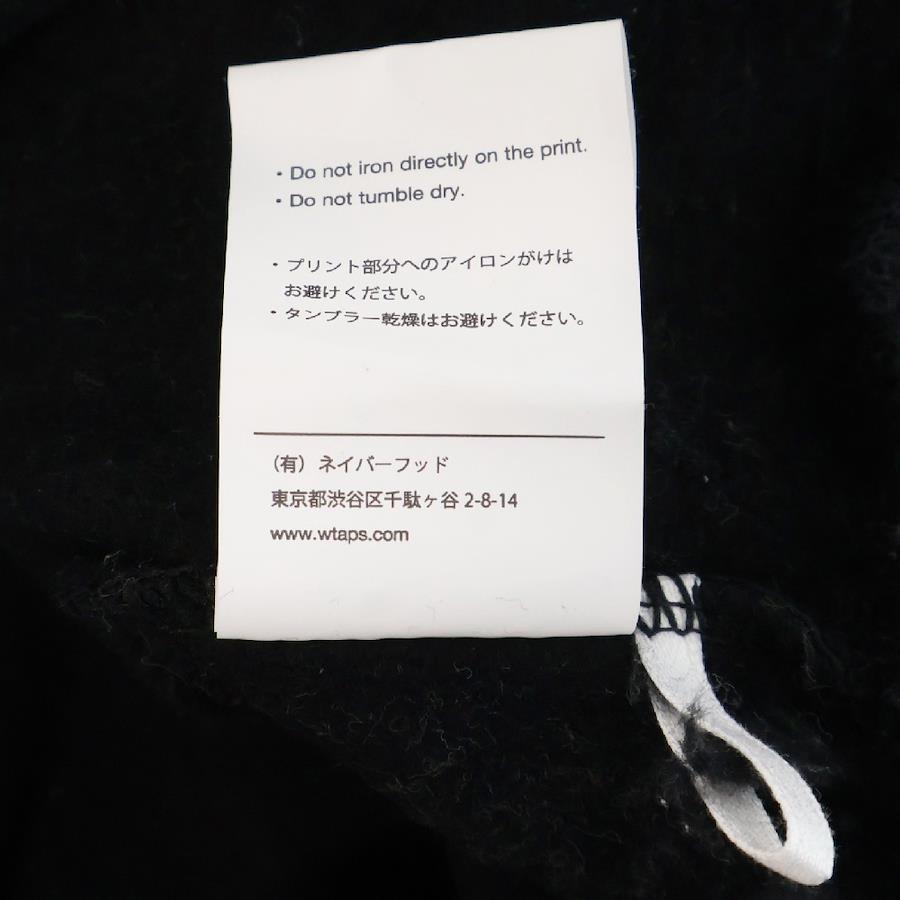 ・Do not iron directly on the print.
・Do not tumble dry.
・プリント部分へのアイロンがけは
お避けください。
・タンブラー乾燥はお避けください。
（有）ネイバーフッド
東京都渋谷区千駄ヶ谷 2-8-14
www.wtaps.com